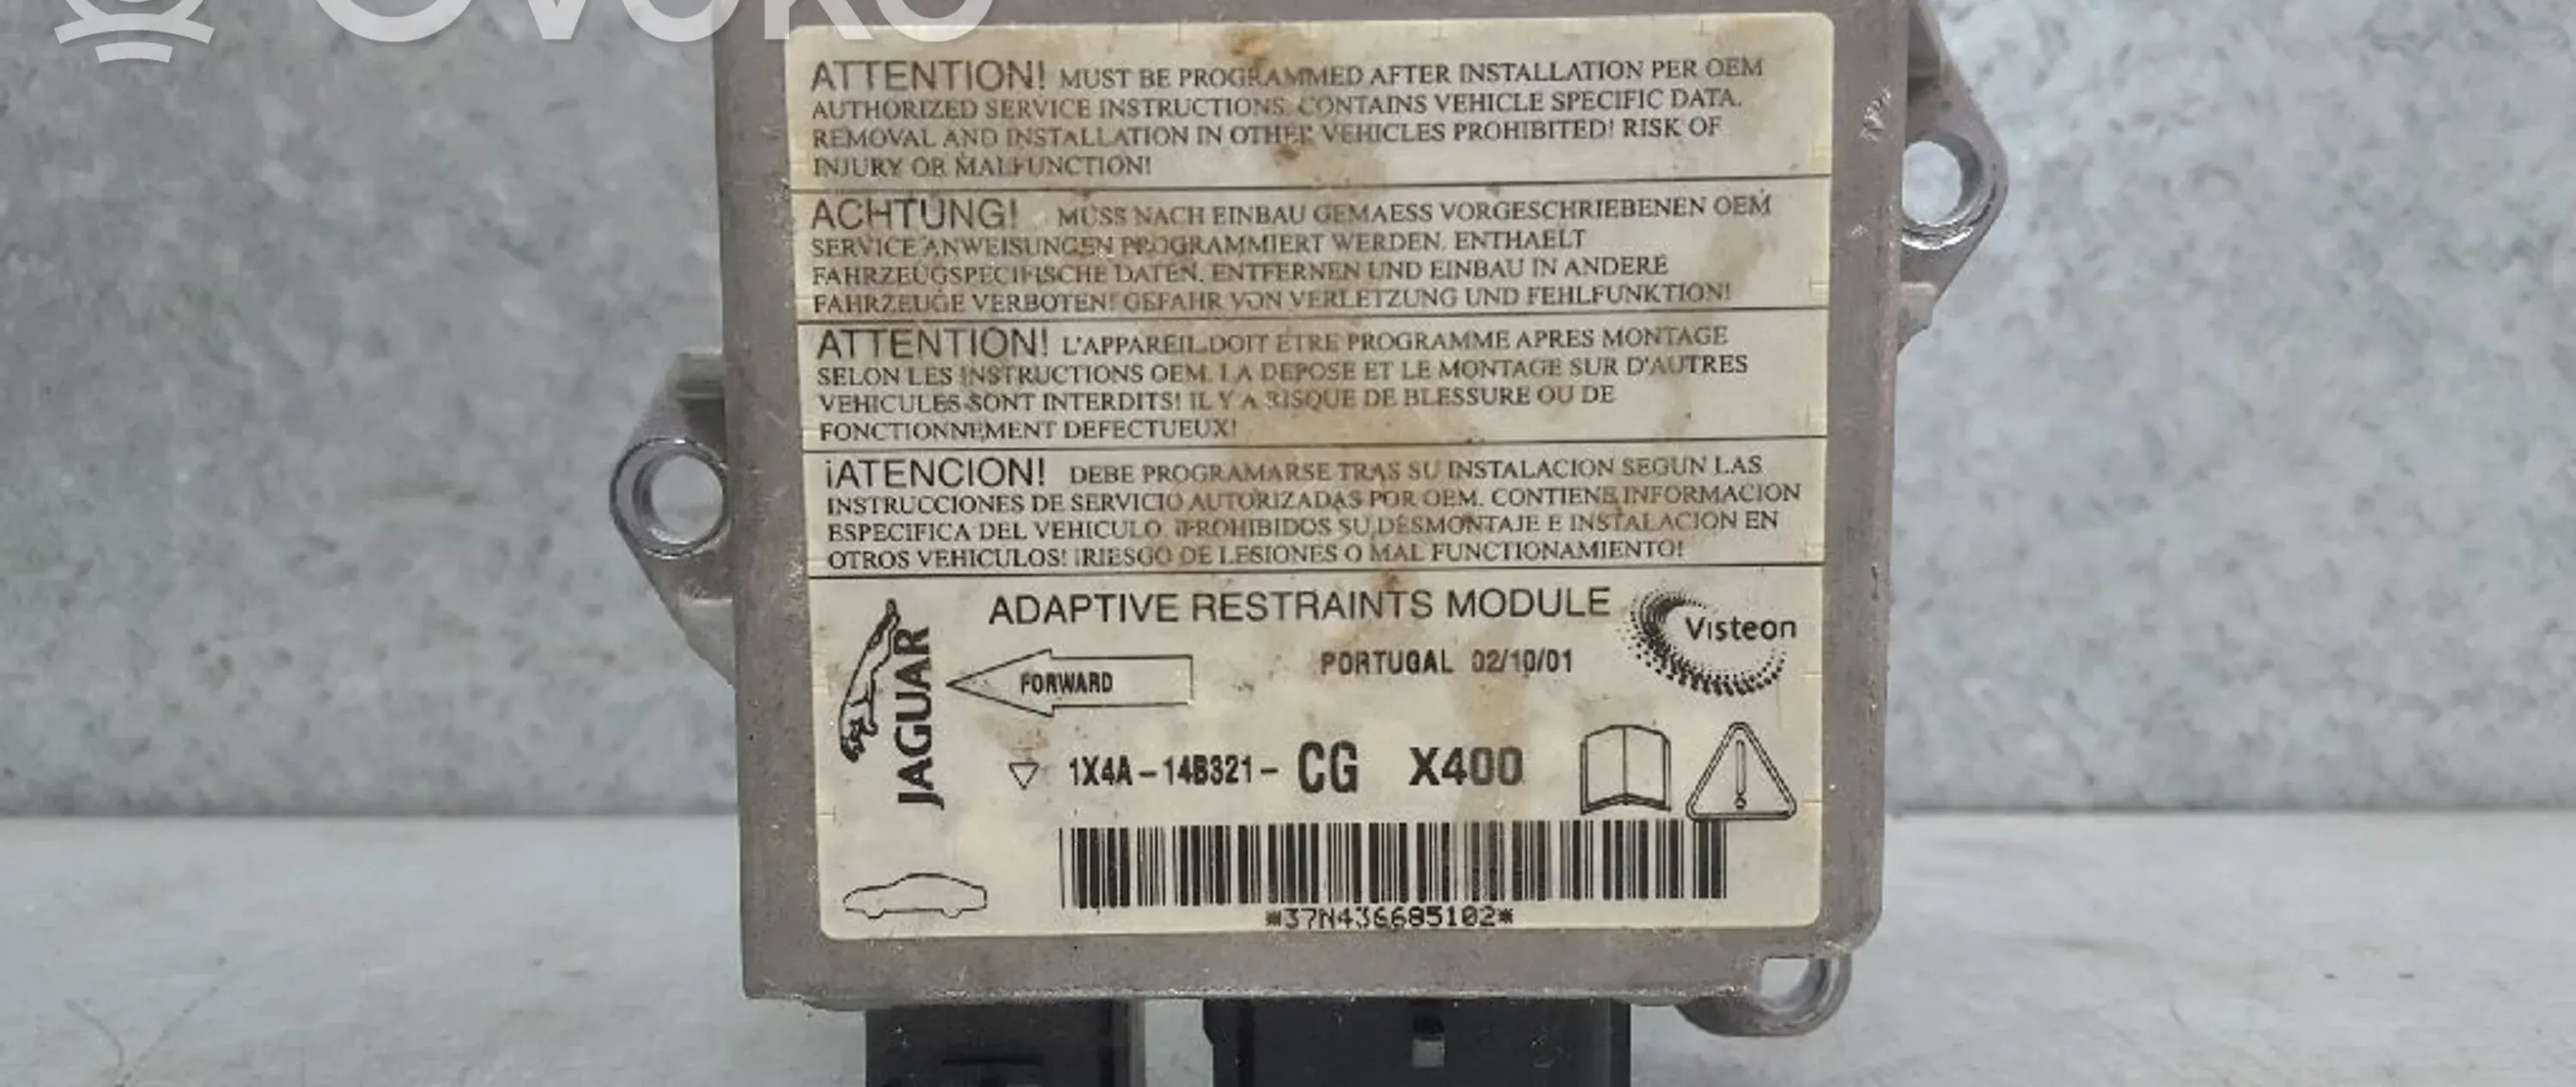 OVOKO
ATTENTION! MUST BE PROGRAMMED AFTER INSTALLATION PER OEM
AUTHORIZED SERVICE INSTRUCTIONS. CONTAINS VEHICLE SPECIFIC DATA.
REMOVAL AND INSTALLATION IN OTHER VEHICLES PROHIBITED! RISK OF
INJURY OR MALFUNCTION!
ACHTUNG! MUSS NACH EINBAU GEMAESS VORGESCHRIEBENEN OEM
SERVICE ANWEISUNGEN PROGRAMMIERT WERDEN. ENTHAELT
FAHRZEUGSPECIFISCHE DATEN. ENTFERNEN UND EINBAU IN ANDERE
FAHRZEUGE VERBOTEN! GEFAHR VON VERLETZUNG UND FEHLFUNKTION!
ATTENTION! L'APPAREIL DOIT ETRE PROGRAMME APRES MONTAGE
SELON LES INSTRUCTIONS OEM. LA DEPOSE ET LE MONTAGE SUR D'AUTRES
VEHICULES SONT INTERDITS! IL Y A RISQUE DE BLESSURE OU DE
FONCTIONNEMENT DEFECTUEUX!
¡ATENCION! DEBE PROGRAMARSE TRAS SU INSTALACION SEGUN LAS
INSTRUCCIONES DE SERVICIO AUTORIZADAS POR OEM. CONTIENE INFORMACION
ESPECIFICA DEL VEHICULO. ¡PROHIBIDOS SU DESMONTAJE E INSTALACION EN
OTROS VEHICULOS! ¡RIESGO DE LESIONES O MAL FUNCTIONAMIENTO!
ADAPTIVE RESTRAINTS MODULE
Visteon
JAGUAR
FORWARD
PORTUGAL 02/10/01
1X4A-14B321-CG X400
*37N436685102*